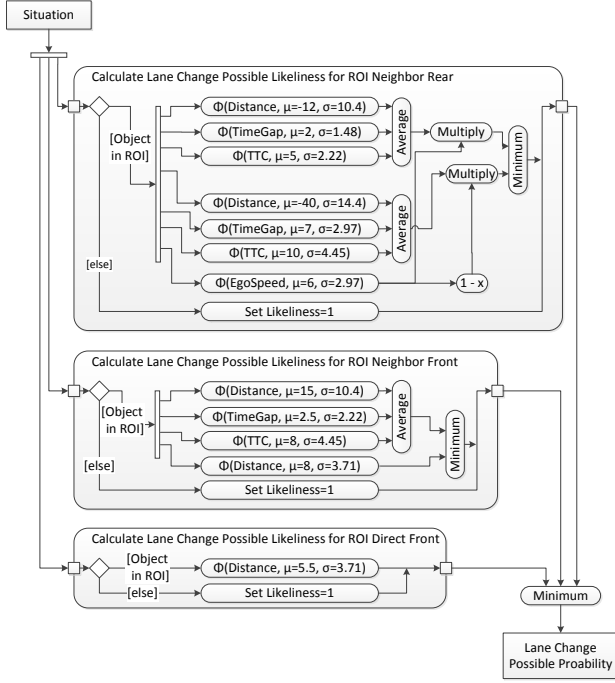 Situation
Calculate Lane Change Possible Likeliness for ROI Neighbor Rear
[Object
in ROI]
[else]
Φ(Distance, μ=-12, σ=10.4)
Φ(TimeGap, μ=2, σ=1.48)
Φ(TTC, μ=5, σ=2.22)
Average
Multiply
Minimum
Φ(Distance, μ=-40, σ=14.4)
Φ(TimeGap, μ=7, σ=2.97)
Φ(TTC, μ=10, σ=4.45)
Average
Multiply
Φ(EgoSpeed, μ=6, σ=2.97)
1 - x
Set Likeliness=1
Calculate Lane Change Possible Likeliness for ROI Neighbor Front
[Object
in ROI]
[else]
Φ(Distance, μ=15, σ=10.4)
Φ(TimeGap, μ=2.5, σ=2.22)
Φ(TTC, μ=8, σ=4.45)
Average
Minimum
Φ(Distance, μ=8, σ=3.71)
Set Likeliness=1
Calculate Lane Change Possible Likeliness for ROI Direct Front
[Object
in ROI]
[else]
Φ(Distance, μ=5.5, σ=3.71)
Set Likeliness=1
Minimum
Lane Change
Possible Proability